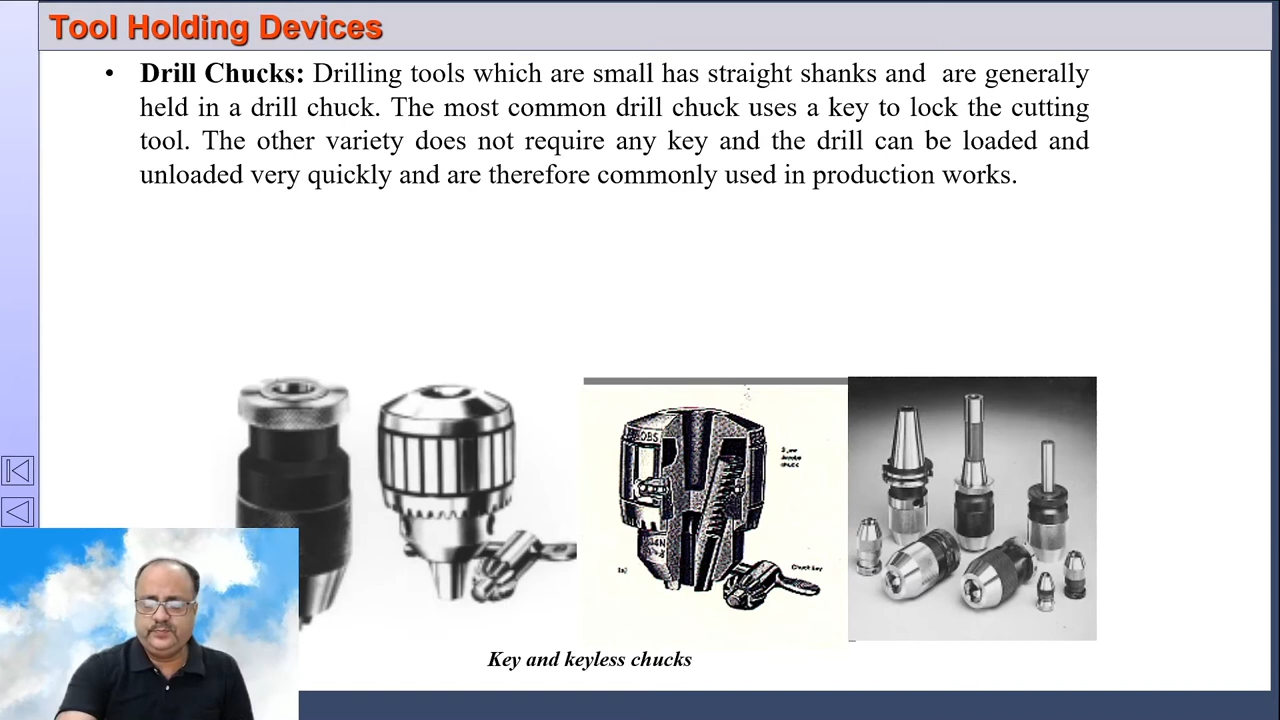 Tool Holding Devices
• Drill Chucks: Drilling tools which are small has straight shanks and are generally
held in a drill chuck. The most common drill chuck uses a key to lock the cutting
tool. The other variety does not require any key and the drill can be loaded and
unloaded very quickly and are therefore commonly used in production works.
Chuck key
Key and keyless chucks